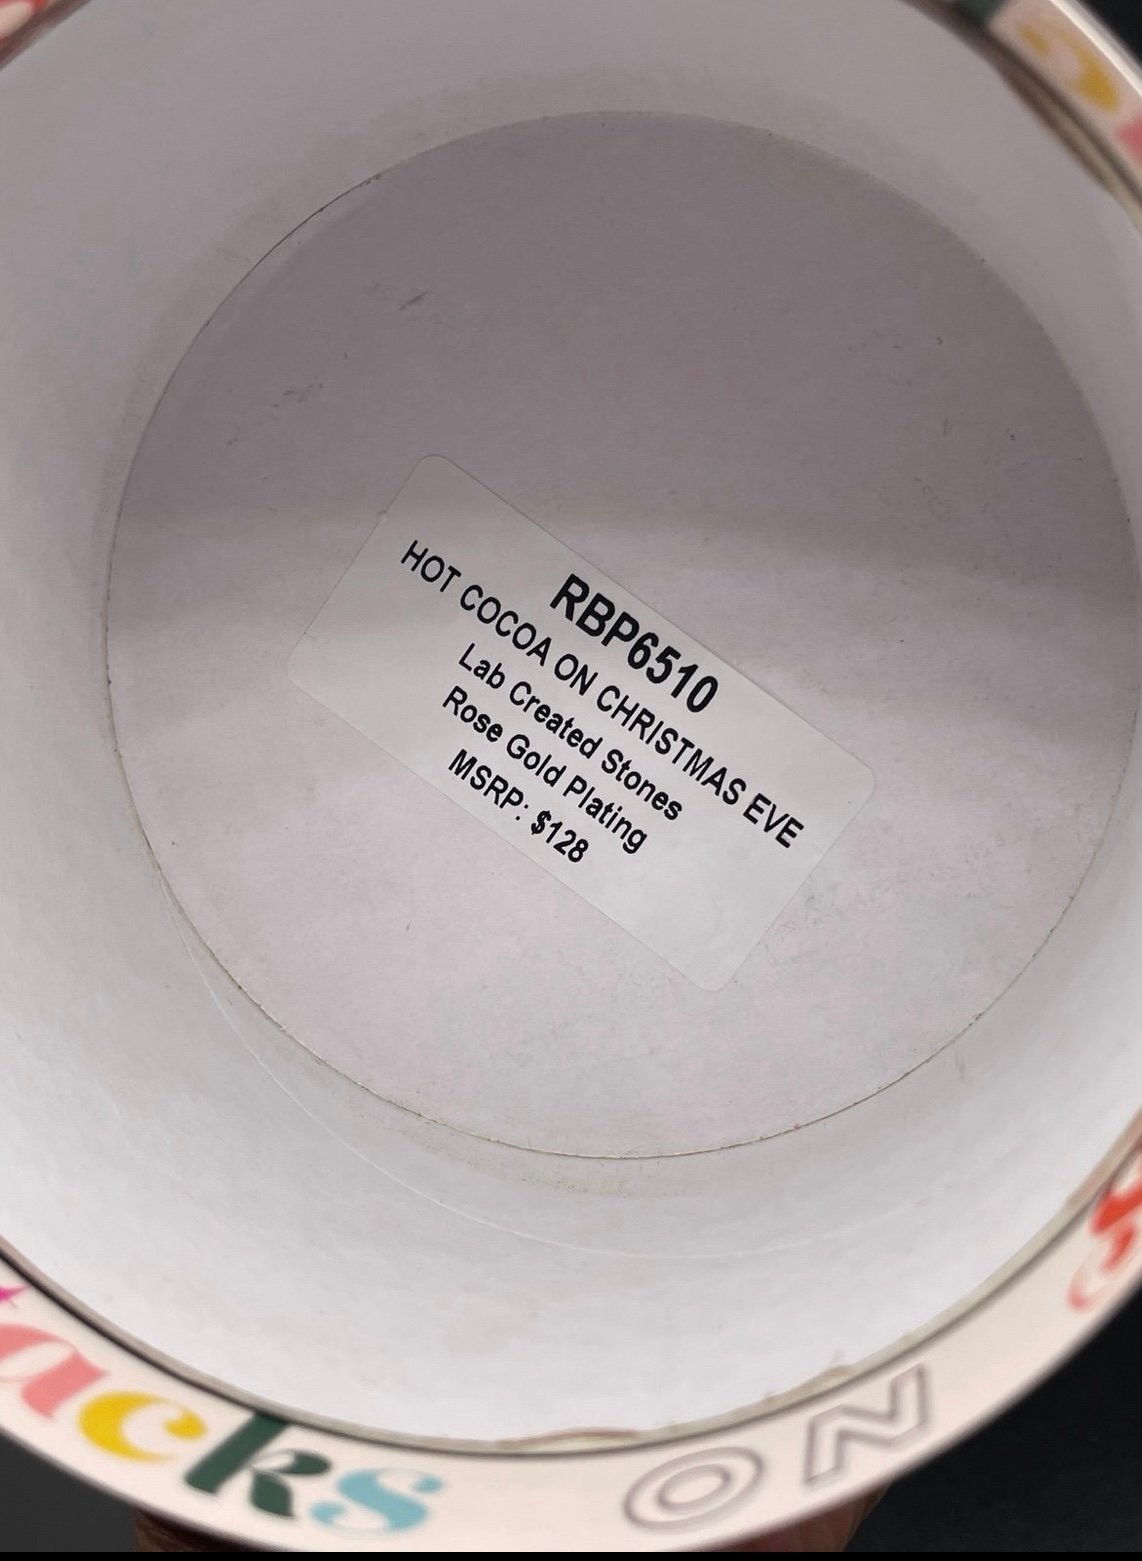 RBP6510
HOT COCOA ON CHRISTMAS EVE
Lab Created Stones
Rose Gold Plating
MSRP: $128
acks
ON